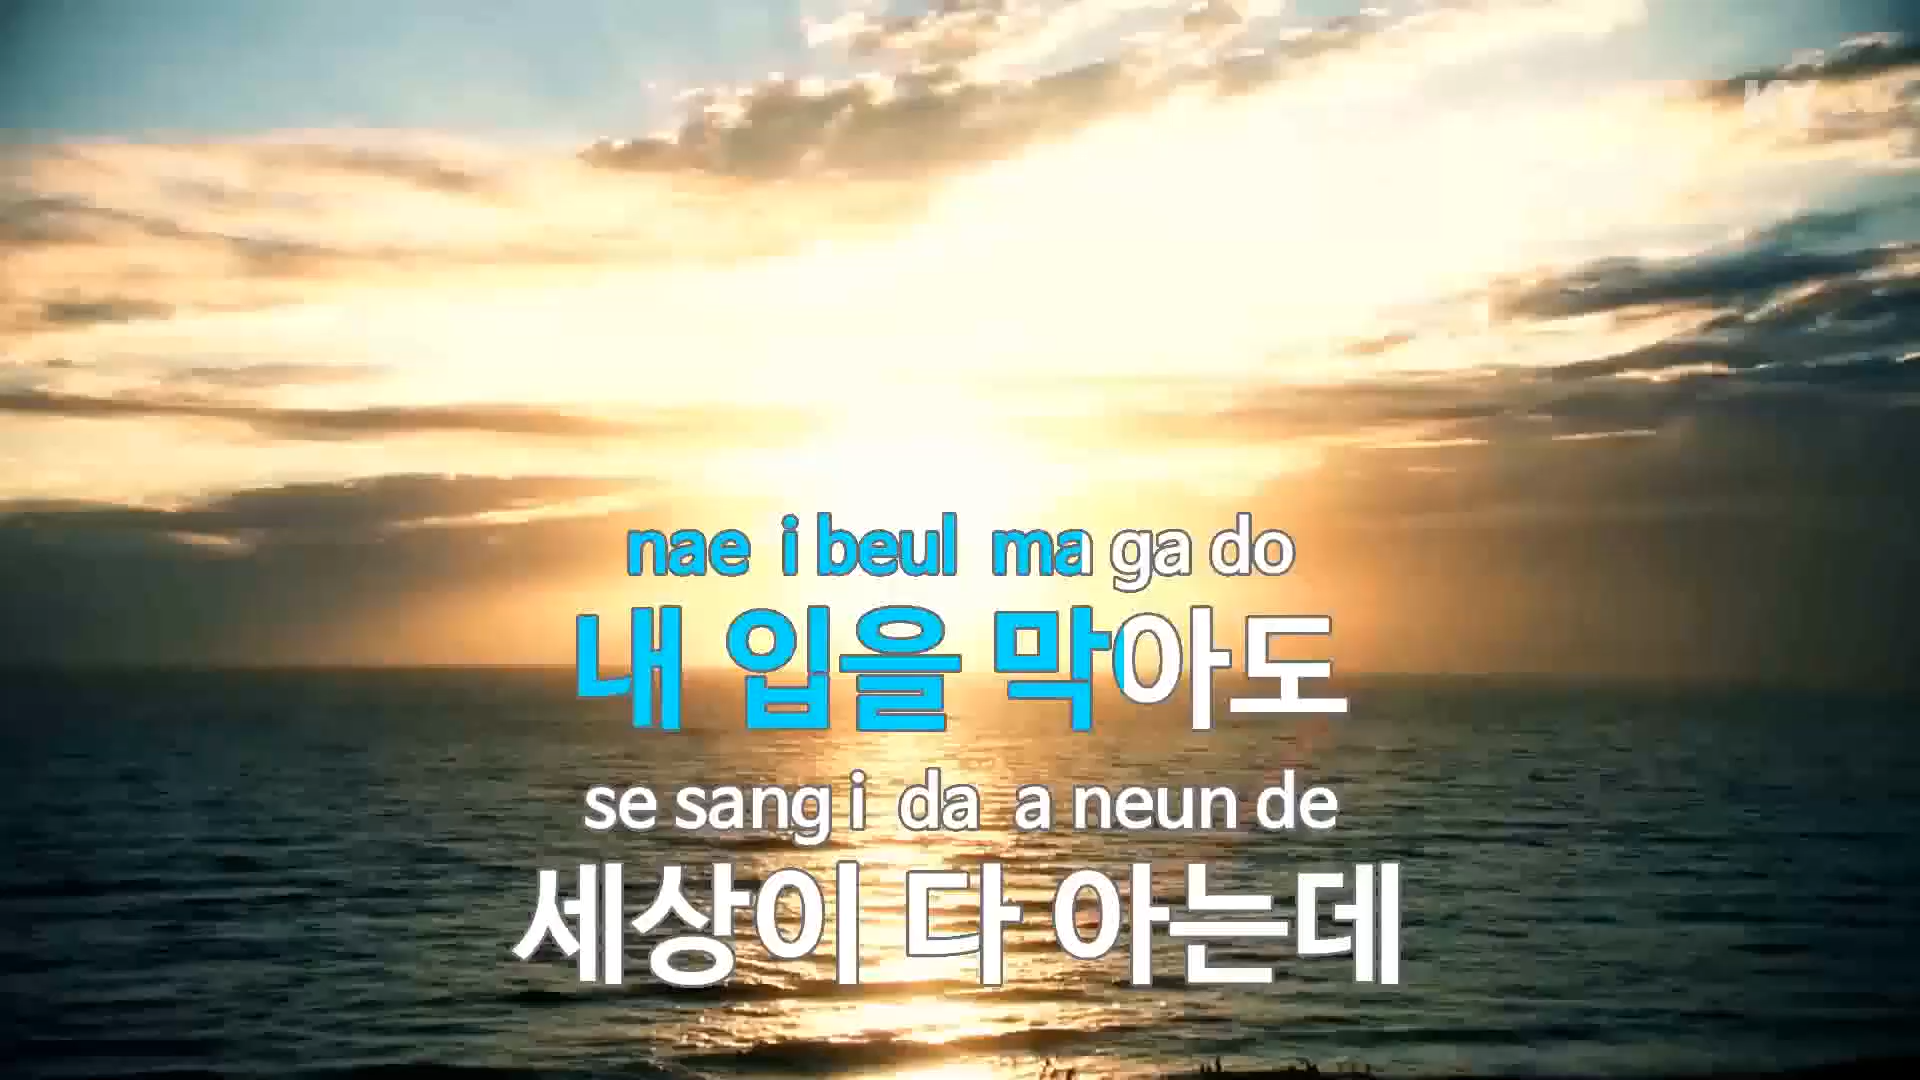 nae i beul ma ga do
내 입을 막아도
se sang i da a neun de
세상이 다 아는데